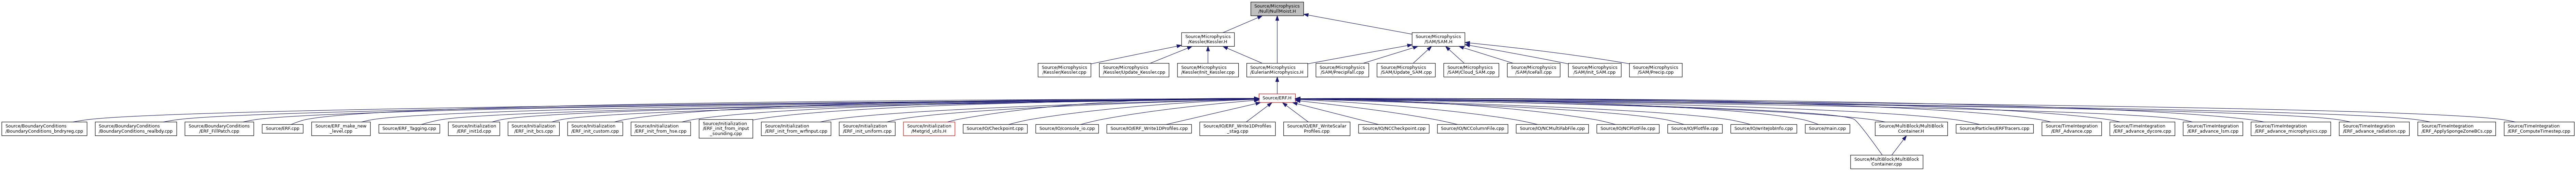 Source/Microphysics
/Null/NullMoist.H
Source/Microphysics
/Kessler/Kessler.H
Source/Microphysics
/SAM/SAM.H
Source/Microphysics
/Kessler/Kessler.cpp
Source/Microphysics
/Kessler/Update_Kessler.cpp
Source/Microphysics
/Kessler/Init_Kessler.cpp
Source/Microphysics
/EulerianMicrophysics.H
Source/Microphysics
/SAM/PrecipFall.cpp
Source/Microphysics
/SAM/Update_SAM.cpp
Source/Microphysics
/SAM/Cloud_SAM.cpp
Source/Microphysics
/SAM/IceFall.cpp
Source/Microphysics
/SAM/Init_SAM.cpp
Source/Microphysics
/SAM/Precip.cpp
Source/ERF.H
Source/BoundaryConditions
/BoundaryConditions_bndryreg.cpp
Source/BoundaryConditions
/BoundaryConditions_realbdy.cpp
Source/BoundaryConditions
/ERF_FillPatch.cpp
Source/ERF.cpp
Source/ERF_make_new
_level.cpp
Source/ERF_Tagging.cpp
Source/Initialization
/ERF_init1d.cpp
Source/Initialization
/ERF_init_bcs.cpp
Source/Initialization
/ERF_init_custom.cpp
Source/Initialization
/ERF_init_from_hse.cpp
Source/Initialization
/ERF_init_from_input
_sounding.cpp
Source/Initialization
/ERF_init_from_wrfinput.cpp
Source/Initialization
/ERF_init_uniform.cpp
Source/Initialization
/Metgrid_utils.H
Source/IO/Checkpoint.cpp
Source/IO/console_io.cpp
Source/IO/ERF_Write1DProfiles.cpp
Source/IO/ERF_Write1DProfiles
_stag.cpp
Source/IO/ERF_WriteScalar
Profiles.cpp
Source/IO/NCCheckpoint.cpp
Source/IO/NCColumnFile.cpp
Source/IO/NCMultiFabFile.cpp
Source/IO/NCPlotFile.cpp
Source/IO/Plotfile.cpp
Source/IO/writeJobInfo.cpp
Source/main.cpp
Source/MultiBlock/MultiBlock
Container.H
Source/Particles/ERFTracers.cpp
Source/TimeIntegration
/ERF_Advance.cpp
Source/TimeIntegration
/ERF_advance_dycore.cpp
Source/TimeIntegration
/ERF_advance_lsm.cpp
Source/TimeIntegration
/ERF_advance_microphysics.cpp
Source/TimeIntegration
/ERF_advance_radiation.cpp
Source/TimeIntegration
/ERF_ApplySpongeZoneBCs.cpp
Source/TimeIntegration
/ERF_ComputeTimestep.cpp
Source/MultiBlock/MultiBlock
Container.cpp